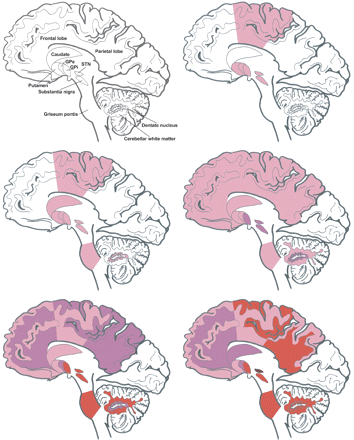 Frontal lobe
Parietal lobe
Caudate
GPe
STN
GPi
Putamen
Substantia nigra
Griseum pontis
Dentate nucleus
Cerebellar white matter